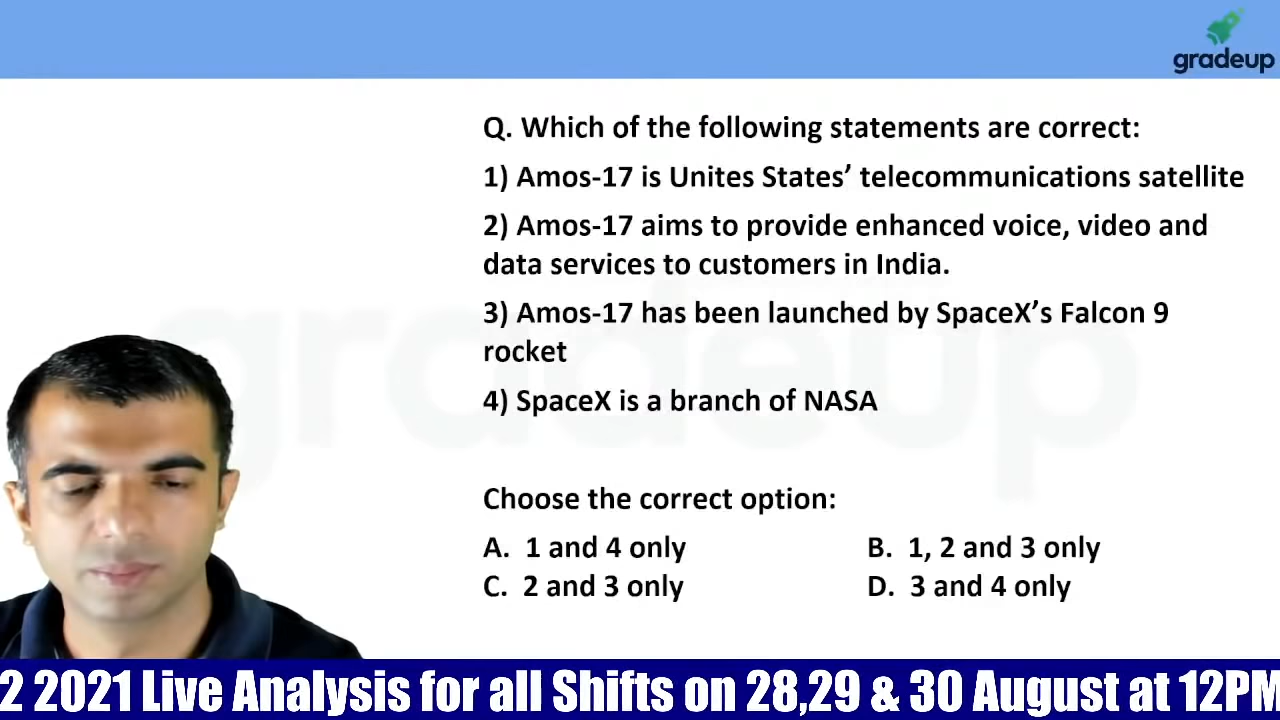 gradeup
Q. Which of the following statements are correct:
1) Amos-17 is Unites States’ telecommunications satellite
2) Amos-17 aims to provide enhanced voice, video and
data services to customers in India.
3) Amos-17 has been launched by SpaceX’s Falcon 9
rocket
4) SpaceX is a branch of NASA
gradeup
Choose the correct option:
A. 1 and 4 only
B. 1, 2 and 3 only
C. 2 and 3 only
D. 3 and 4 only
2 2021 Live Analysis for all Shifts on 28,29 & 30 August at 12PM